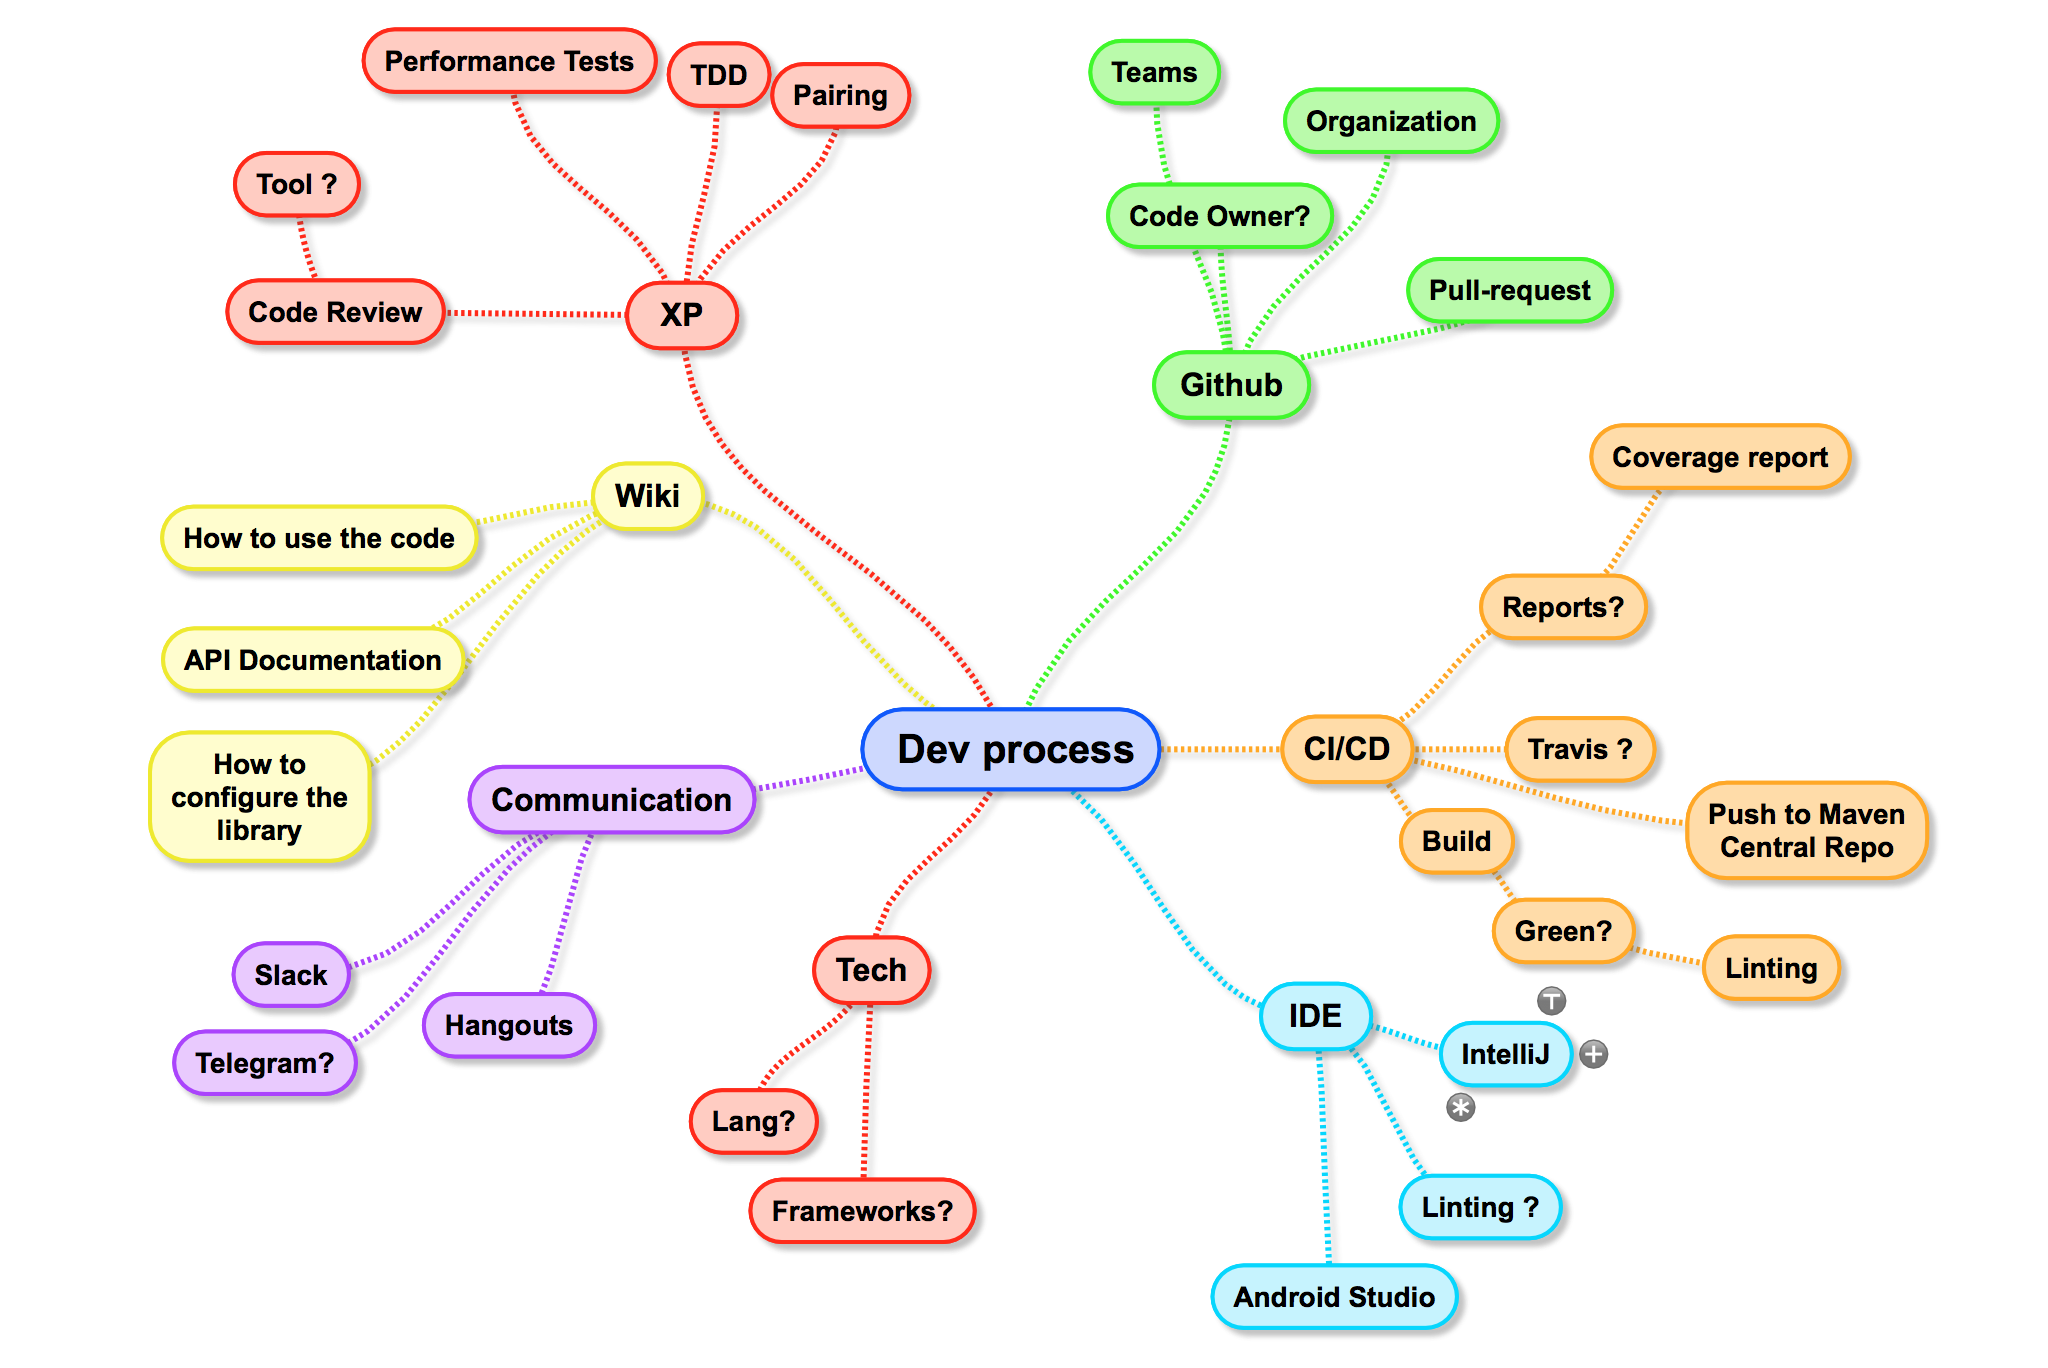 Performance Tests
TDD
Pairing
Tool ?
Code Review
XP
Teams
Organization
Code Owner?
Pull-request
Github
Wiki
How to use the code
API Documentation
How to
configure the
library
Coverage report
Reports?
Dev process
CI/CD
Travis ?
Push to Maven
Central Repo
Build
Green?
Linting
Communication
Slack
Telegram?
Hangouts
Tech
Lang?
Frameworks?
IDE
IntelliJ
Linting ?
Android Studio